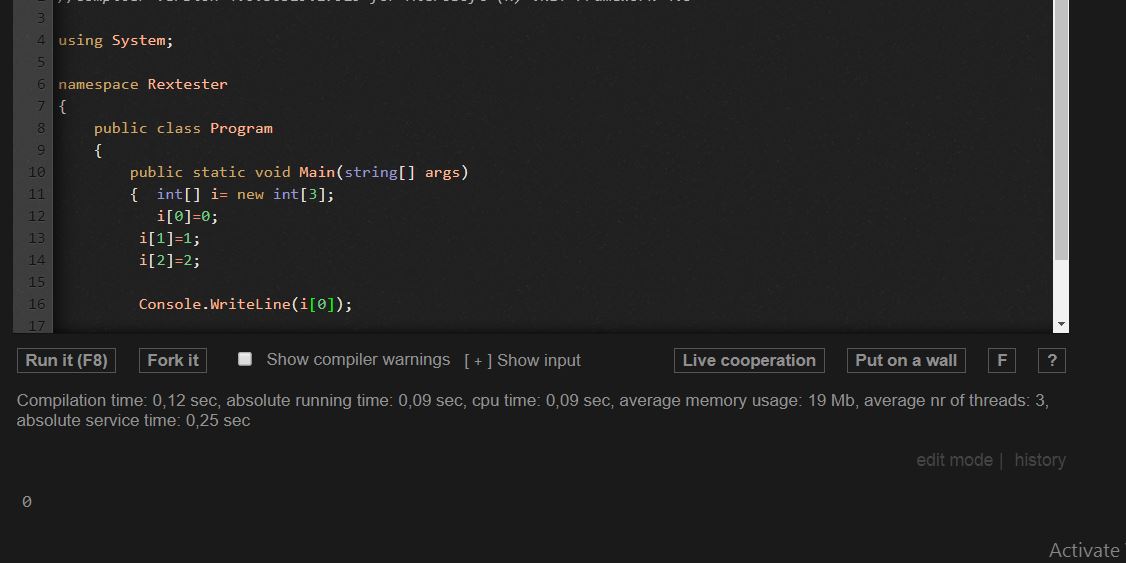 3
4 using System;
5
6 namespace Rextester
7 {
8 public class Program
9 {
10 public static void Main(string[] args)
11 { int[] i= new int[3];
12 i[0]=0;
13 i[1]=1;
14 i[2]=2;
15
16 Console.WriteLine(i[0]);
17
Run it (F8) Fork it Show compiler warnings [ + ] Show input Live cooperation Put on a wall F ?
Compilation time: 0,12 sec, absolute running time: 0,09 sec, cpu time: 0,09 sec, average memory usage: 19 Mb, average nr of threads: 3,
absolute service time: 0,25 sec
edit mode | history
0
Activate